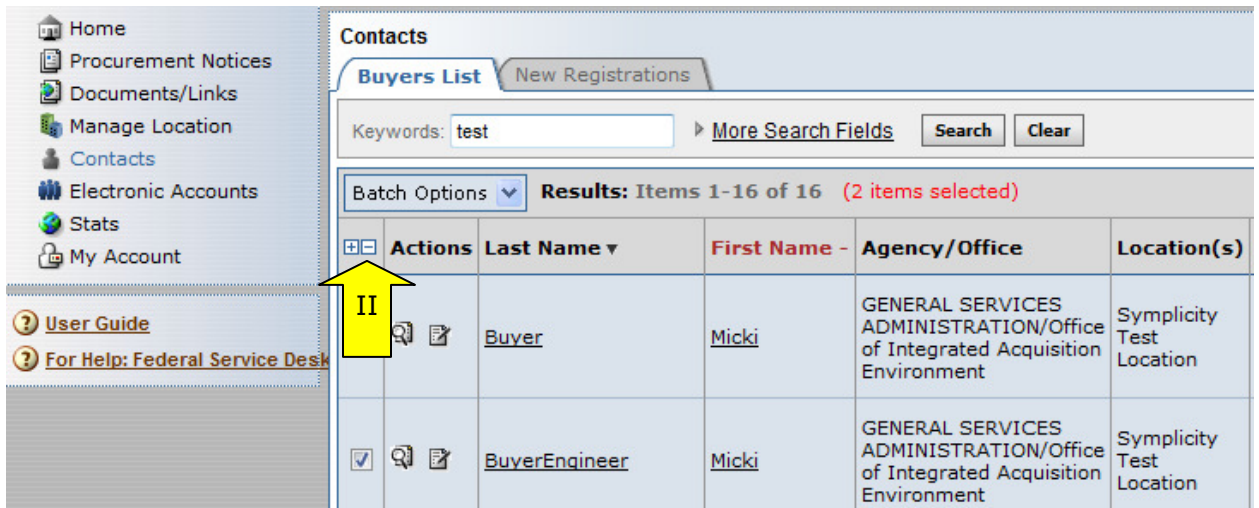 Home
Procurement Notices
Documents/Links
Manage Location
Contacts
Electronic Accounts
Stats
My Account
User Guide
For Help: Federal Service Desk
Contacts
Buyers List New Registrations
Keywords: test More Search Fields Search Clear
Batch Options Results: Items 1-16 of 16 (2 items selected)
Actions Last Name First Name - Agency/Office Location(s)
II
Buyer Micki
GENERAL SERVICES
ADMINISTRATION/Office
of Integrated Acquisition
Environment
Symplicity
Test
Location
BuyerEngineer Micki
GENERAL SERVICES
ADMINISTRATION/Office
of Integrated Acquisition
Environment
Symplicity
Test
Location